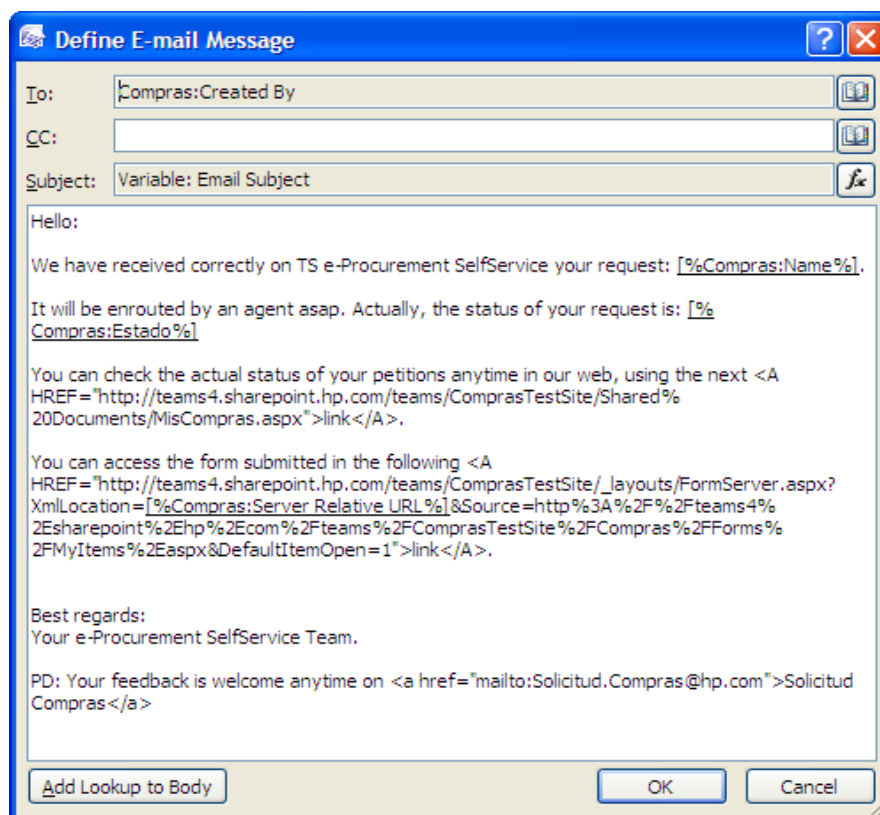 Define E-mail Message
To: Compras:Created By
CC:
Subject: Variable: Email Subject
Hello:
We have received correctly on TS e-Procurement SelfService your request: [%Compras:Name%].
It will be enrouted by an agent asap. Actually, the status of your request is: [%
Compras:Estado%]
You can check the actual status of your petitions anytime in our web, using the next <A
HREF="http://teams4.sharepoint.hp.com/teams/ComprasTestSite/Shared%
20Documents/MisCompras.aspx">link</A>.
You can access the form submitted in the following <A
HREF="http://teams4.sharepoint.hp.com/teams/ComprasTestSite/_layouts/FormServer.aspx?
XmlLocation=[%Compras:Server Relative URL%]&Source=http%3A%2F%2Fteams4%
2Esharepoint%2Ehp%2Ecom%2Fteams%2FComprasTestSite%2FCompras%2FForms%
2FMyItems%2Easpx&DefaultItemOpen=1">link</A>.
Best regards:
Your e-Procurement SelfService Team.
PD: Your feedback is welcome anytime on <a href="mailto:Solicitud.Compras@hp.com">Solicitud
Compras</a>
Add Lookup to Body OK Cancel